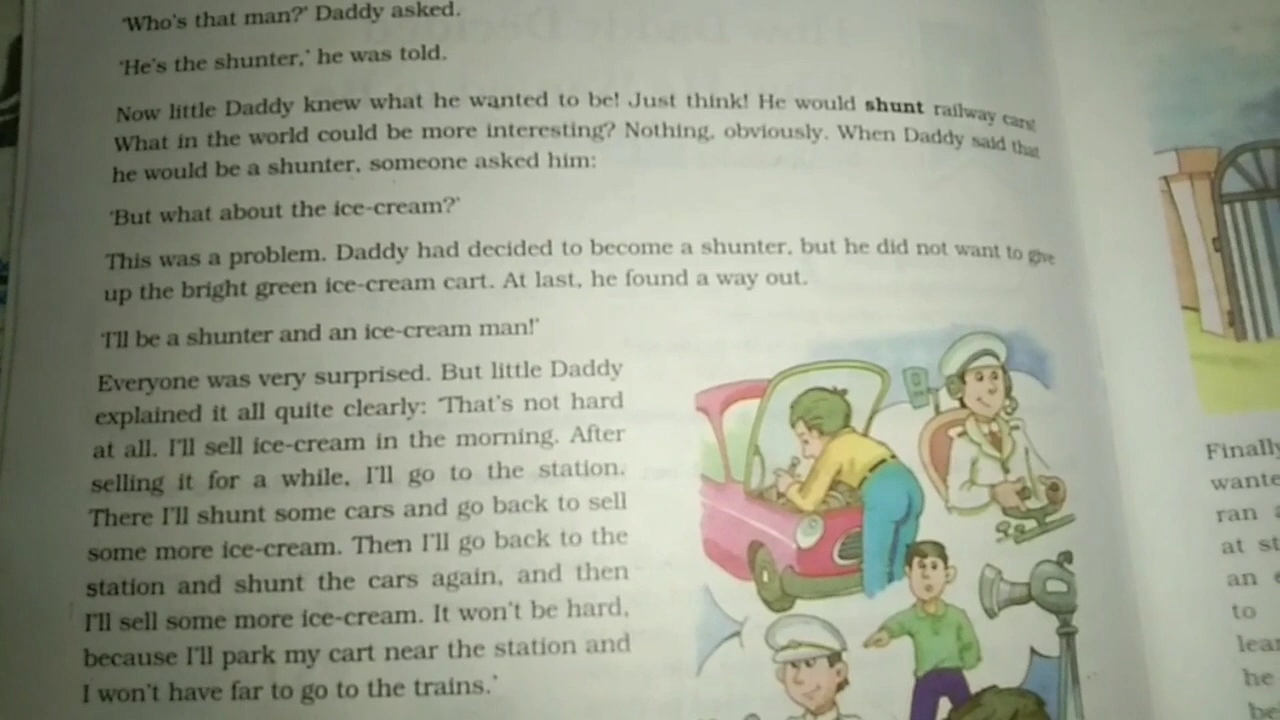 'Who's that man?' Daddy asked.
'He's the shunter,' he was told.
Now little Daddy knew what he wanted to be! Just think! He would shunt railway cars!
What in the world could be more interesting? Nothing, obviously. When Daddy said that
he would be a shunter, someone asked him:
'But what about the ice-cream?'
This was a problem. Daddy had decided to become a shunter, but he did not want to give
up the bright green ice-cream cart. At last, he found a way out.
'I'll be a shunter and an ice-cream man!'
Everyone was very surprised. But little Daddy
explained it all quite clearly: 'That's not hard
at all. I'll sell ice-cream in the morning. After
selling it for a while, I'll go to the station.
There I'll shunt some cars and go back to sell
some more ice-cream. Then I'll go back to the
station and shunt the cars again, and then
I'll sell some more ice-cream. It won't be hard,
because I'll park my cart near the station and
I won't have far to go to the trains.'
Finally
wante
ran
at st
an
to
lear
he
be